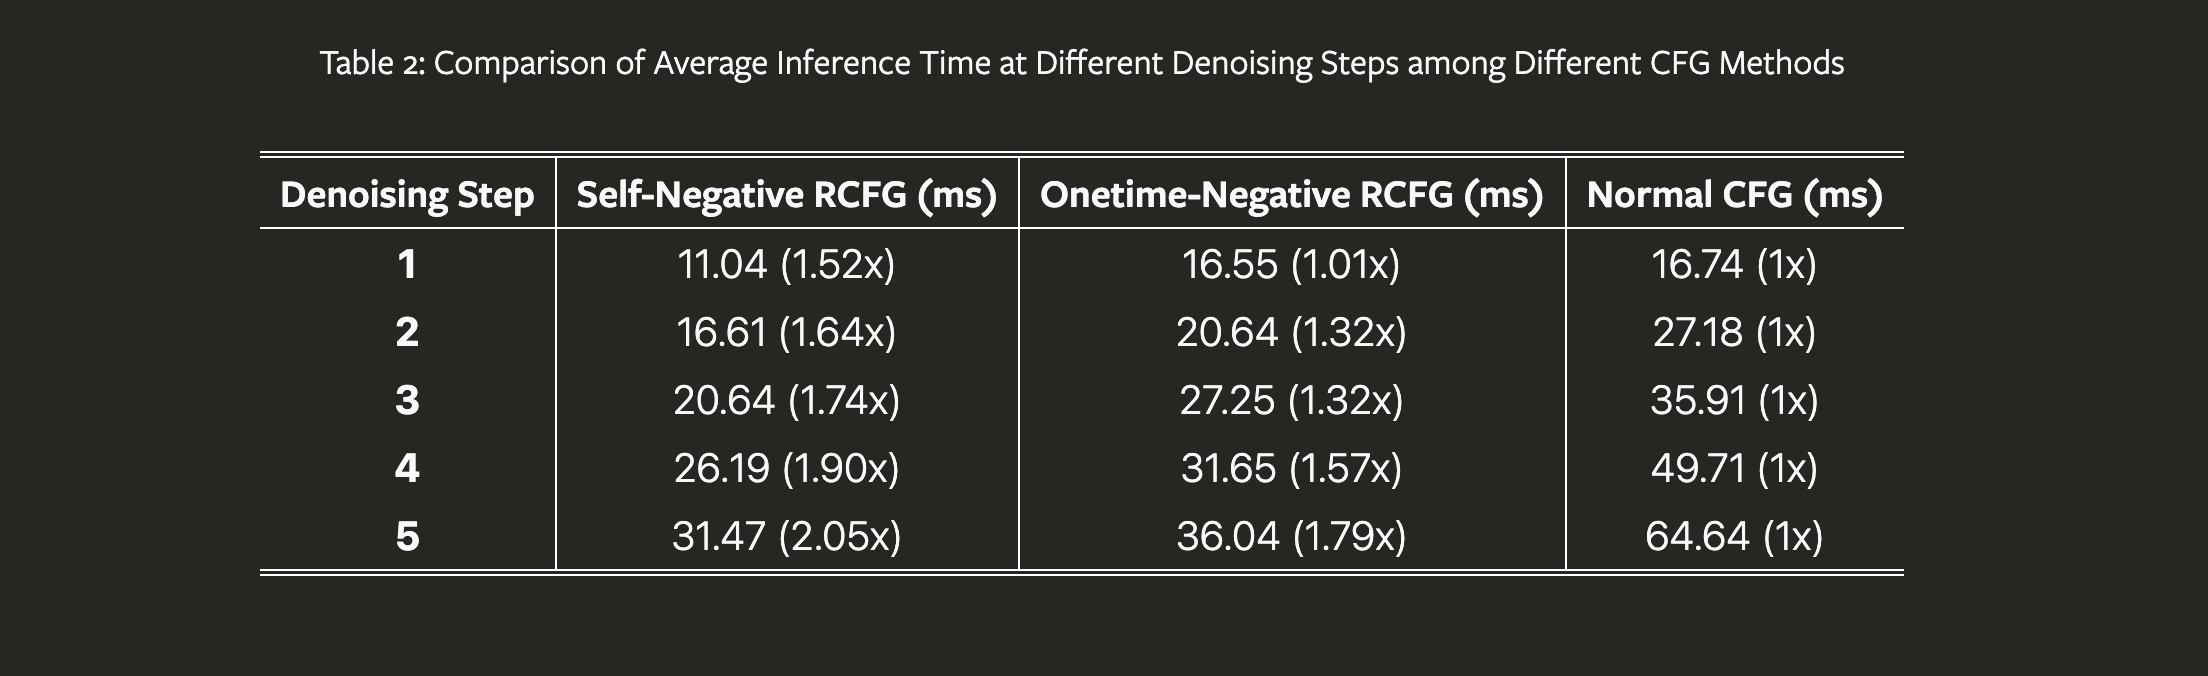 Table 2: Comparison of Average Inference Time at Different Denoising Steps among Different CFG Methods
Denoising Step Self-Negative RCFG (ms) Onetime-Negative RCFG (ms) Normal CFG (ms)
1 11.04 (1.52x) 16.55 (1.01x) 16.74 (1x)
2 16.61 (1.64x) 20.64 (1.32x) 27.18 (1x)
3 20.64 (1.74x) 27.25 (1.32x) 35.91 (1x)
4 26.19 (1.90x) 31.65 (1.57x) 49.71 (1x)
5 31.47 (2.05x) 36.04 (1.79x) 64.64 (1x)